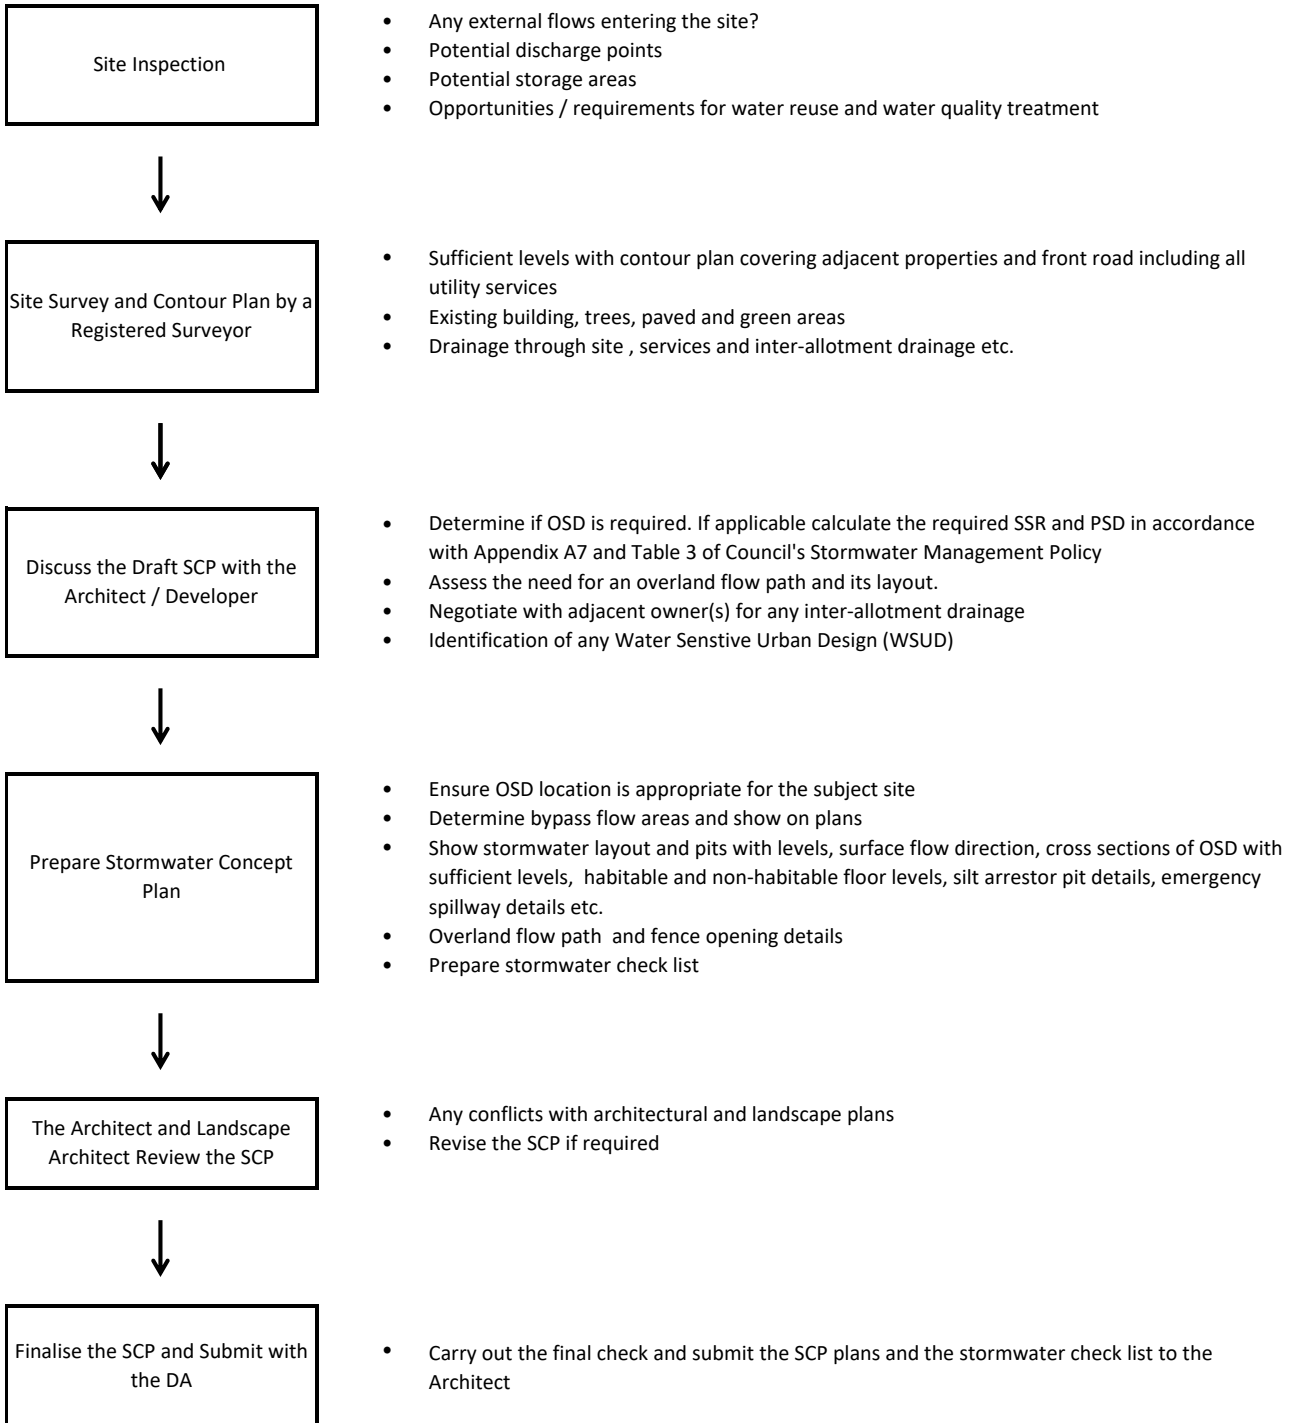 Site Inspection
• Any external flows entering the site?
• Potential discharge points
• Potential storage areas
• Opportunities / requirements for water reuse and water quality treatment
Site Survey and Contour Plan by a
Registered Surveyor
• Sufficient levels with contour plan covering adjacent properties and front road including all
utility services
• Existing building, trees, paved and green areas
• Drainage through site , services and inter-allotment drainage etc.
Discuss the Draft SCP with the
Architect / Developer
• Determine if OSD is required. If applicable calculate the required SSR and PSD in accordance
with Appendix A7 and Table 3 of Council's Stormwater Management Policy
• Assess the need for an overland flow path and its layout.
• Negotiate with adjacent owner(s) for any inter-allotment drainage
• Identification of any Water Senstive Urban Design (WSUD)
Prepare Stormwater Concept
Plan
• Ensure OSD location is appropriate for the subject site
• Determine bypass flow areas and show on plans
• Show stormwater layout and pits with levels, surface flow direction, cross sections of OSD with
sufficient levels,  habitable and non-habitable floor levels, silt arrestor pit details, emergency
spillway details etc.
• Overland flow path  and fence opening details
• Prepare stormwater check list
The Architect and Landscape
Architect Review the SCP
• Any conflicts with architectural and landscape plans
• Revise the SCP if required
Finalise the SCP and Submit with
the DA
• Carry out the final check and submit the SCP plans and the stormwater check list to the
Architect